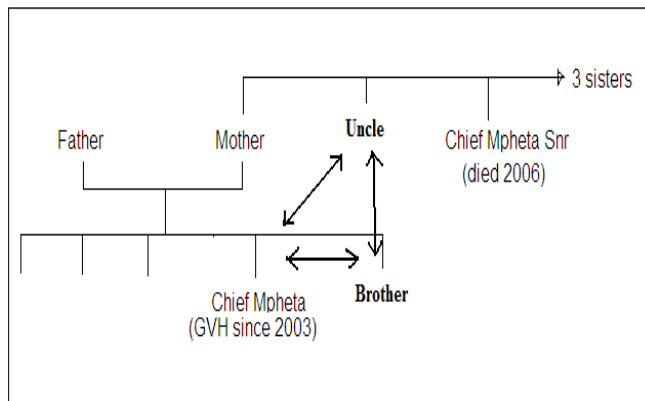 3 sisters
Father
Mother
Uncle
Chief Mpheta Snr
(died 2006)
Chief Mpheta
(GVH since 2003)
Brother